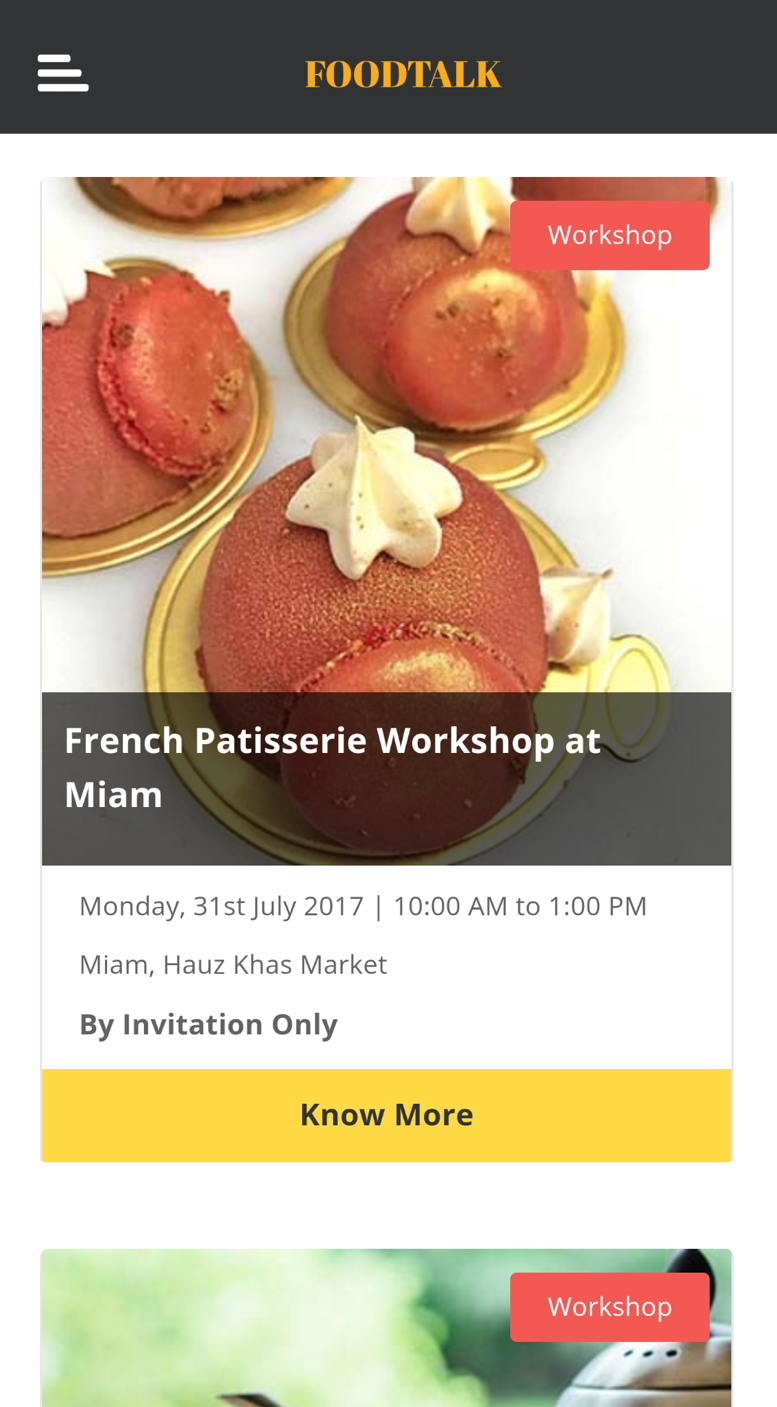 FOODTALK
Workshop
French Patisserie Workshop at
Miam
Monday, 31st July 2017 | 10:00 AM to 1:00 PM
Miam, Hauz Khas Market
By Invitation Only
Know More
Workshop